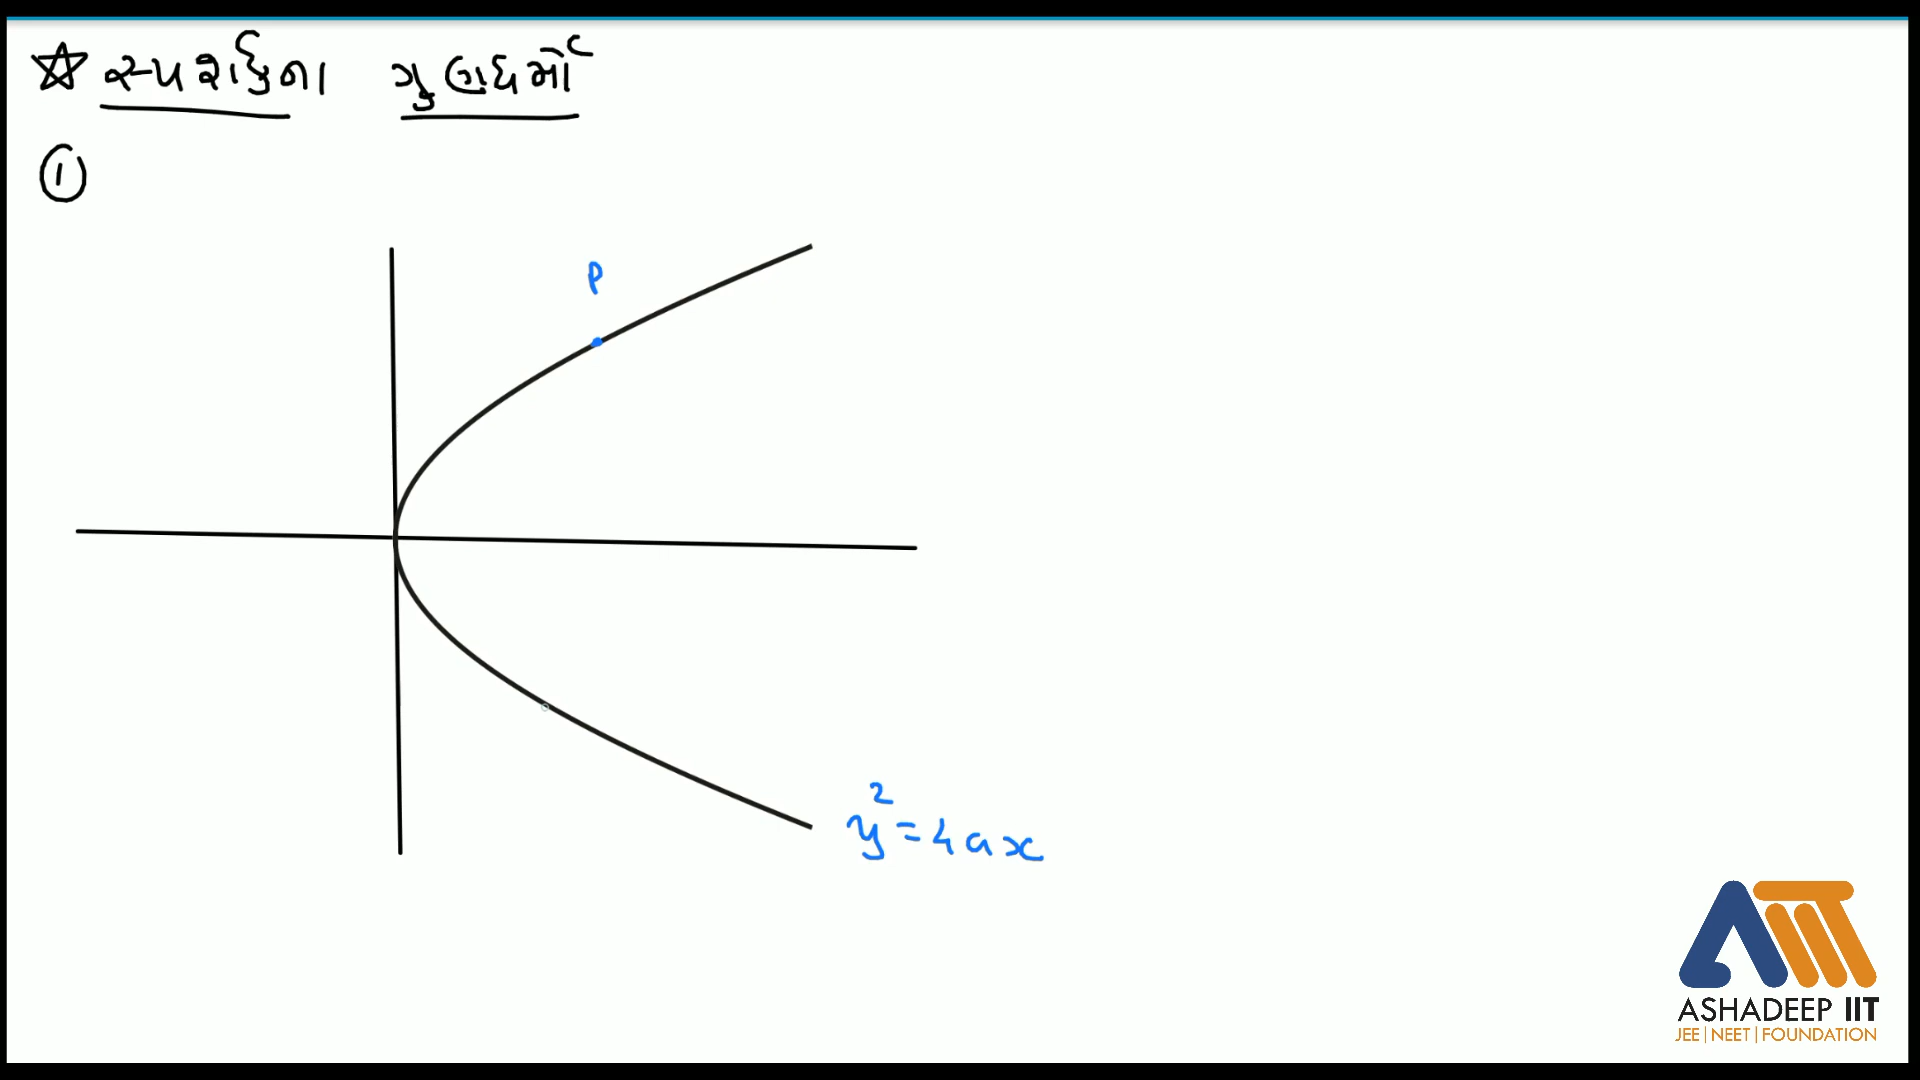 ☆ સ્પર્શકના ગુણધર્મો
①
P
y² = 4ax
ASHADEEP IIT
JEE | NEET | FOUNDATION